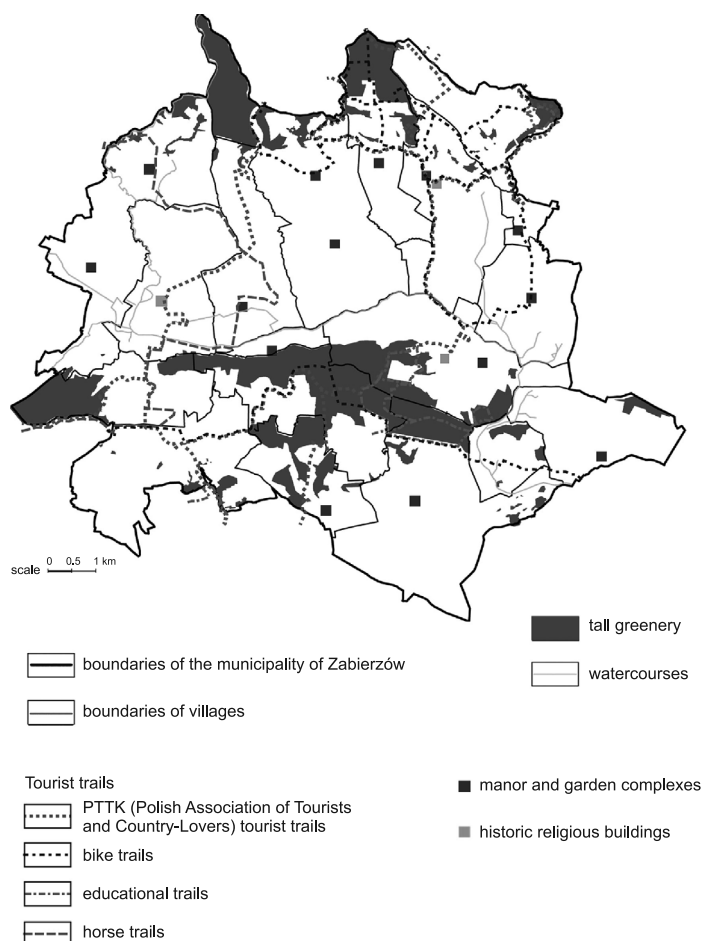 0 0.5 1 km
scale
tall greenery
boundaries of the municipality of Zabierzów
watercourses
boundaries of villages
Tourist trails
PTTK (Polish Association of Tourists
and Country-Lovers) tourist trails
bike trails
educational trails
horse trails
manor and garden complexes
historic religious buildings